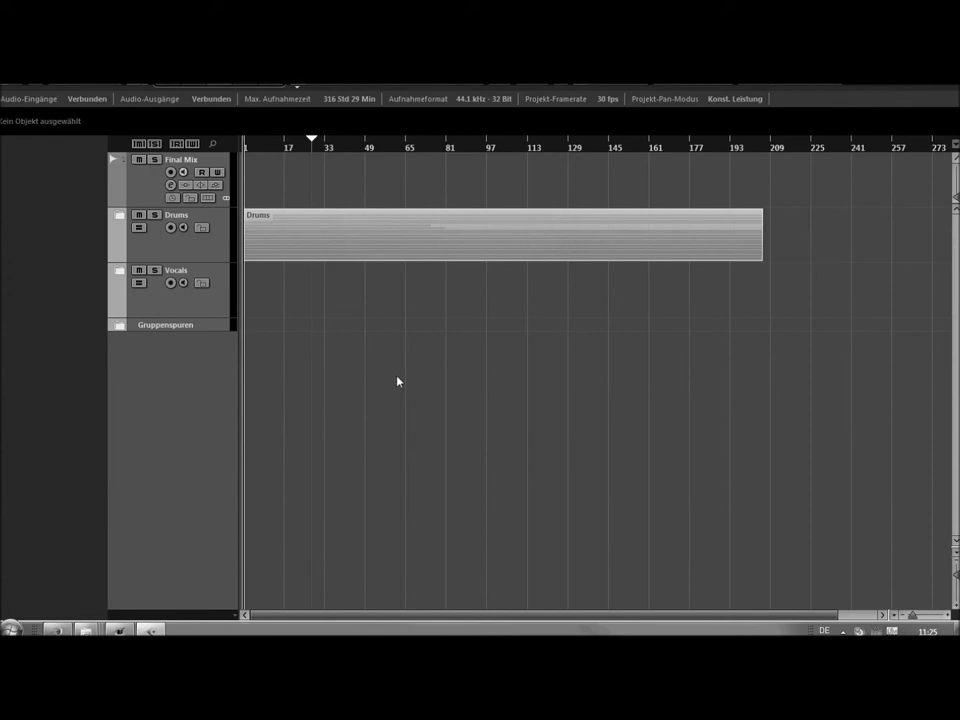 Audio-Eingänge Verbunden Audio-Ausgänge Verbunden Max. Aufnahmezeit 316 Std 29 Min Aufnahmeformat 44.1 kHz - 32 Bit Projekt-Framerate 30 fps Projekt-Pan-Modus Konst. Leistung
Kein Objekt ausgewählt
M S R W
1 17 33 49 65 81 97 113 129 145 161 177 193 209 225 241 257 273
M S Final Mix
R W
e
M S Drums
Drums
M S Vocals
Gruppenspuren
DE 11:25